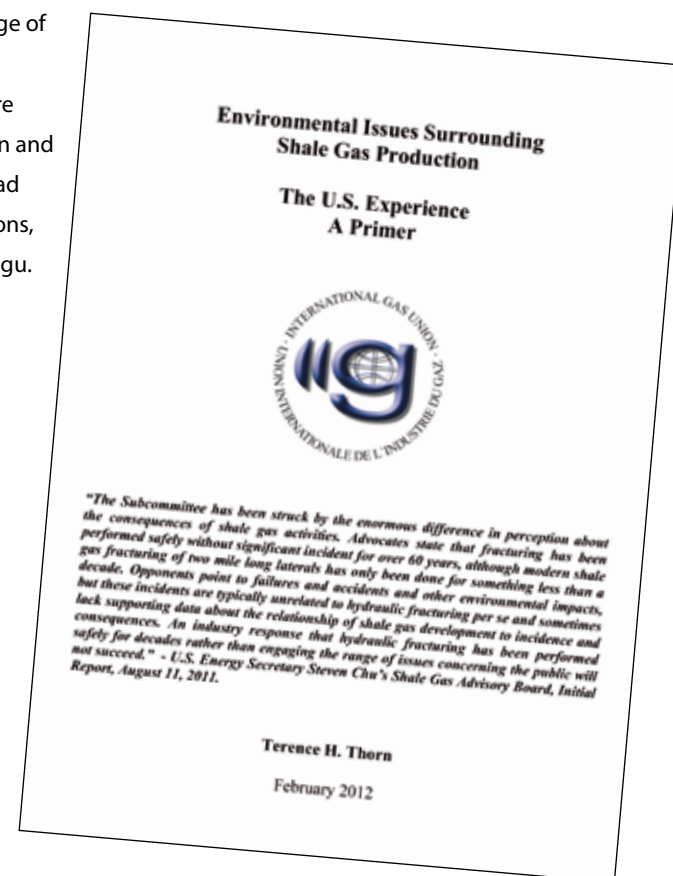 ge of
re
n and
ad
ons,
gu.
Environmental Issues Surrounding
Shale Gas Production
The U.S. Experience
A Primer
· INTERNATIONAL GAS UNION ·
UNION INTERNATIONALE DE L'INDUSTRIE DU GAZ
"The Subcommittee has been struck by the enormous difference in perception about
the consequences of shale gas activities. Advocates state that fracturing has been
performed safely without significant incident for over 60 years, although modern shale
gas fracturing of two mile long laterals has only been done for something less than a
decade. Opponents point to failures and accidents and other environmental impacts,
but these incidents are typically unrelated to hydraulic fracturing per se and sometimes
lack supporting data about the relationship of shale gas development to incidence and
consequences. An industry response that hydraulic fracturing has been performed
safely for decades rather than engaging the range of issues concerning the public will
not succeed." - U.S. Energy Secretary Steven Chu's Shale Gas Advisory Board, Initial
Report, August 11, 2011.
Terence H. Thorn
February 2012